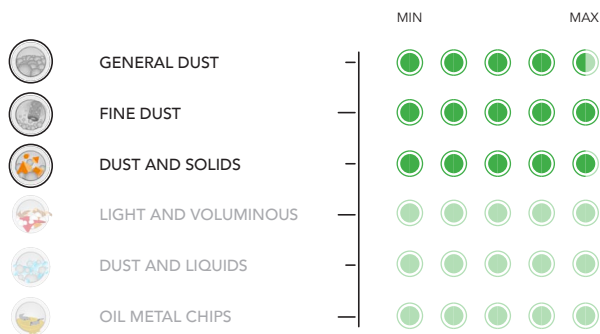 MIN MAX
GENERAL DUST
FINE DUST
DUST AND SOLIDS
LIGHT AND VOLUMINOUS
DUST AND LIQUIDS
OIL METAL CHIPS